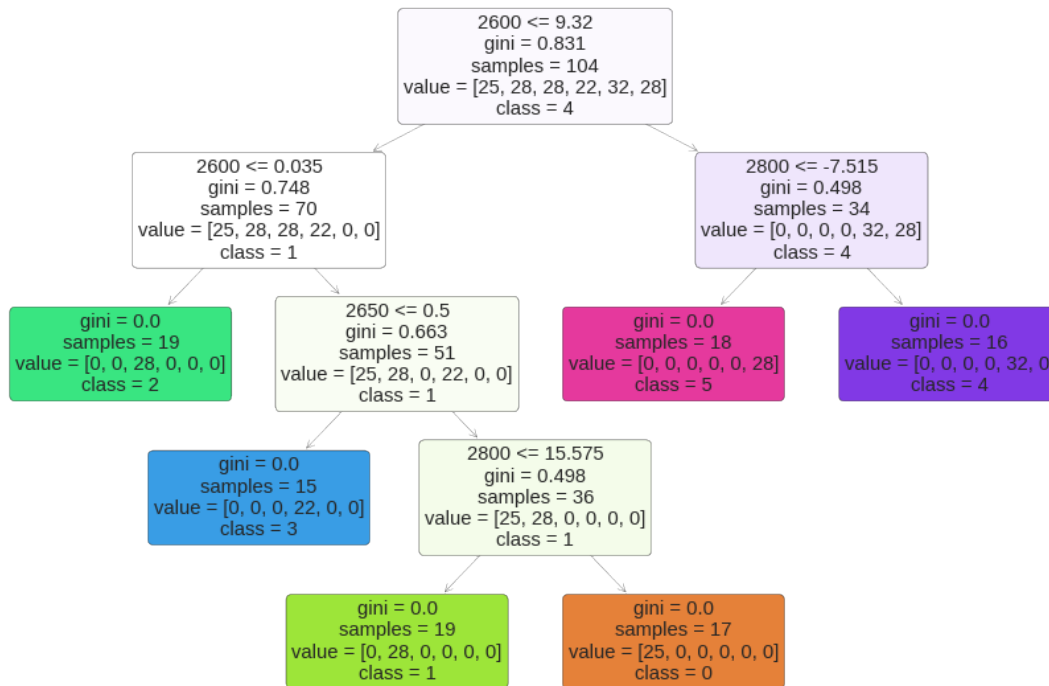 2600 <= 9.32
gini = 0.831
samples = 104
value = [25, 28, 28, 22, 32, 28]
class = 4
2600 <= 0.035
gini = 0.748
samples = 70
value = [25, 28, 28, 22, 0, 0]
class = 1
2800 <= -7.515
gini = 0.498
samples = 34
value = [0, 0, 0, 0, 32, 28]
class = 4
gini = 0.0
samples = 19
value = [0, 0, 28, 0, 0, 0]
class = 2
2650 <= 0.5
gini = 0.663
samples = 51
value = [25, 28, 0, 22, 0, 0]
class = 1
gini = 0.0
samples = 18
value = [0, 0, 0, 0, 0, 28]
class = 5
gini = 0.0
samples = 16
value = [0, 0, 0, 0, 32, 0
class = 4
gini = 0.0
samples = 15
value = [0, 0, 0, 22, 0, 0]
class = 3
2800 <= 15.575
gini = 0.498
samples = 36
value = [25, 28, 0, 0, 0, 0]
class = 1
gini = 0.0
samples = 19
value = [0, 28, 0, 0, 0, 0]
class = 1
gini = 0.0
samples = 17
value = [25, 0, 0, 0, 0, 0]
class = 0